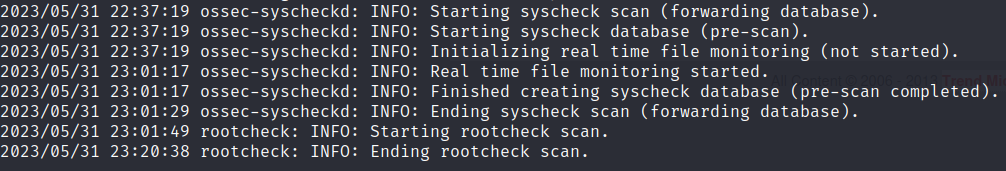 2023/05/31 22:37:19 ossec-syscheckd: INFO: Starting syscheck scan (forwarding database).
2023/05/31 22:37:19 ossec-syscheckd: INFO: Starting syscheck database (pre-scan).
2023/05/31 22:37:19 ossec-syscheckd: INFO: Initializing real time file monitoring (not started).
2023/05/31 23:01:17 ossec-syscheckd: INFO: Real time file monitoring started.
2023/05/31 23:01:17 ossec-syscheckd: INFO: Finished creating syscheck database (pre-scan completed).
2023/05/31 23:01:29 ossec-syscheckd: INFO: Ending syscheck scan (forwarding database).
2023/05/31 23:01:49 rootcheck: INFO: Starting rootcheck scan.
2023/05/31 23:20:38 rootcheck: INFO: Ending rootcheck scan.